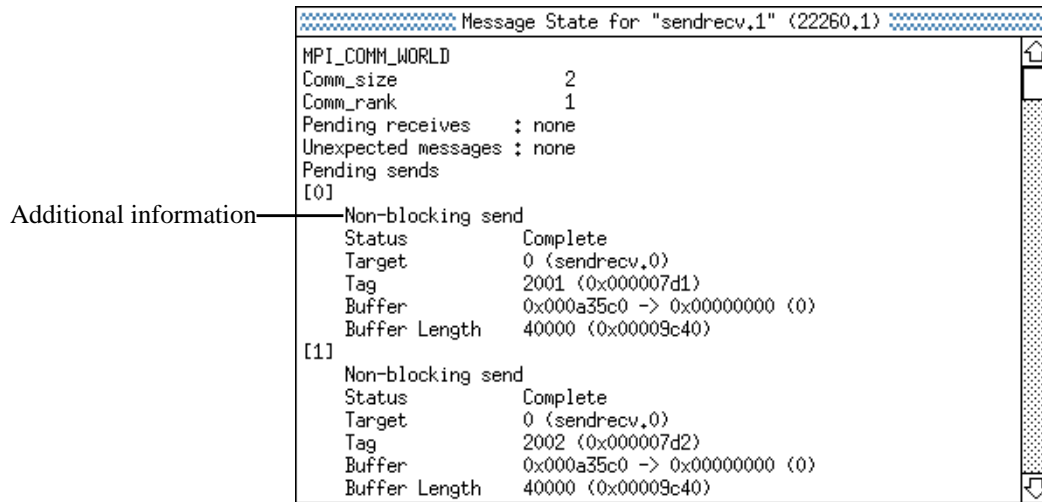 Message State for "sendrecv.1" (22260.1)
MPI_COMM_WORLD
Comm_size 2
Comm_rank 1
Pending receives : none
Unexpected messages : none
Pending sends
[0]
Additional information
Non-blocking send
Status Complete
Target 0 (sendrecv.0)
Tag 2001 (0x000007d1)
Buffer 0x000a35c0 -> 0x00000000 (0)
Buffer Length 40000 (0x00009c40)
[1]
Non-blocking send
Status Complete
Target 0 (sendrecv.0)
Tag 2002 (0x000007d2)
Buffer 0x000a35c0 -> 0x00000000 (0)
Buffer Length 40000 (0x00009c40)